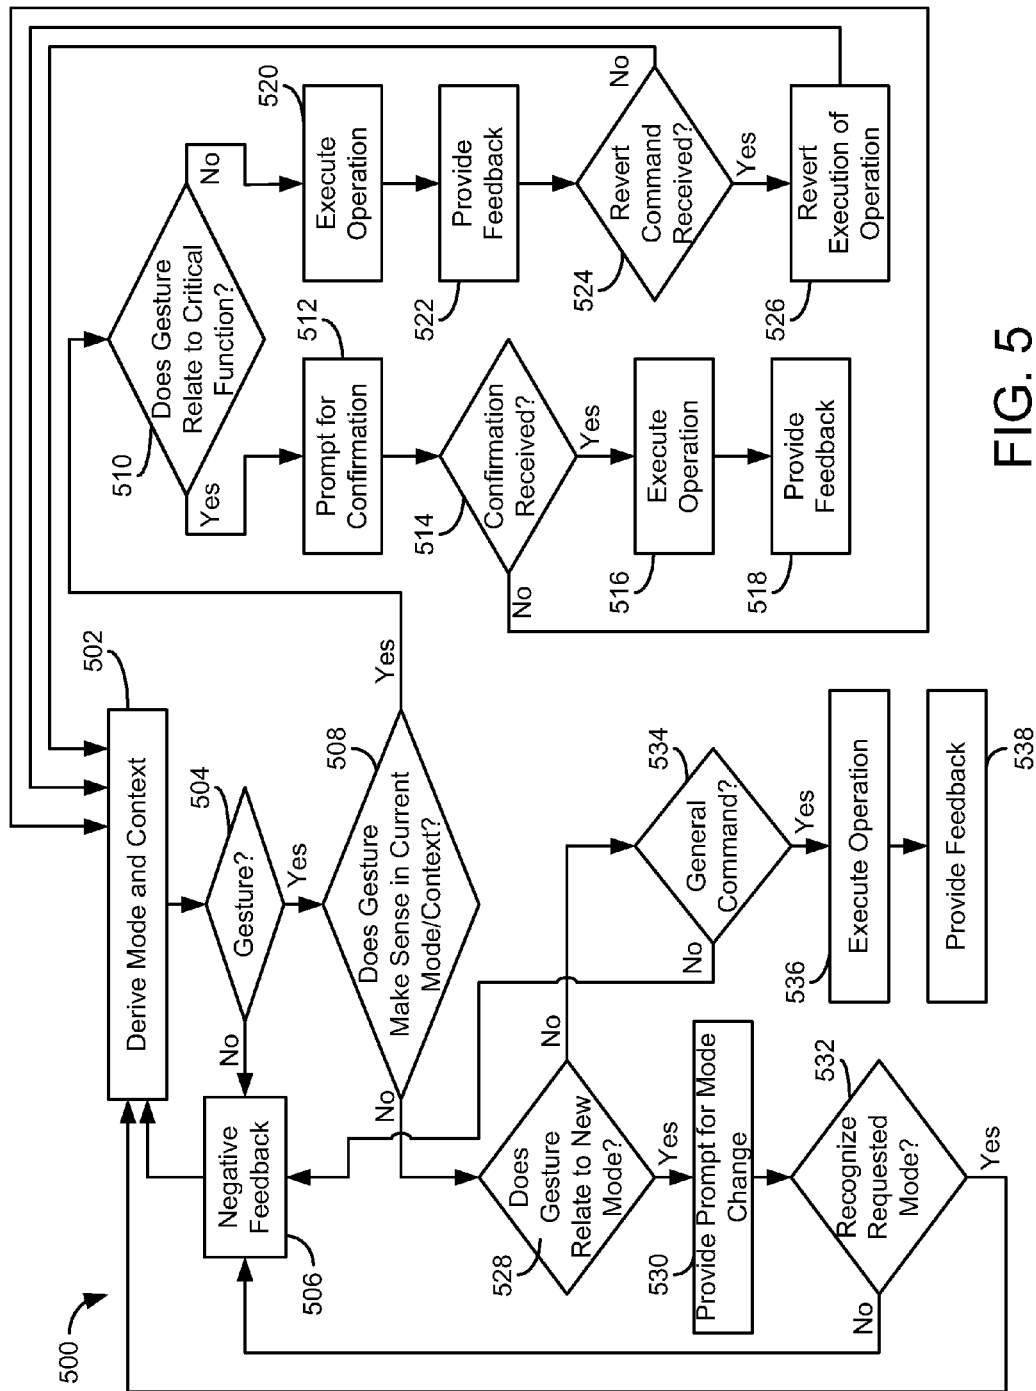 500
Derive Mode and Context
502
Gesture?
504
No
Yes
Negative
Feedback
506
Does Gesture
Make Sense in Current
Mode/Context?
508
No
Yes
Does Gesture
Relate to Critical
Function?
510
Yes
No
Prompt for
Confirmation
512
Confirmation
Received?
514
No
Yes
Execute
Operation
516
Provide
Feedback
518
Execute
Operation
520
Provide
Feedback
522
Revert
Command
Received?
524
No
Yes
Revert
Execution of
Operation
526
Does
Gesture
Relate to New
Mode?
528
No
Yes
Provide Prompt for Mode
Change
530
Recognize
Requested
Mode?
532
No
Yes
General
Command?
534
No
Yes
Execute Operation
536
Provide Feedback
538
FIG. 5